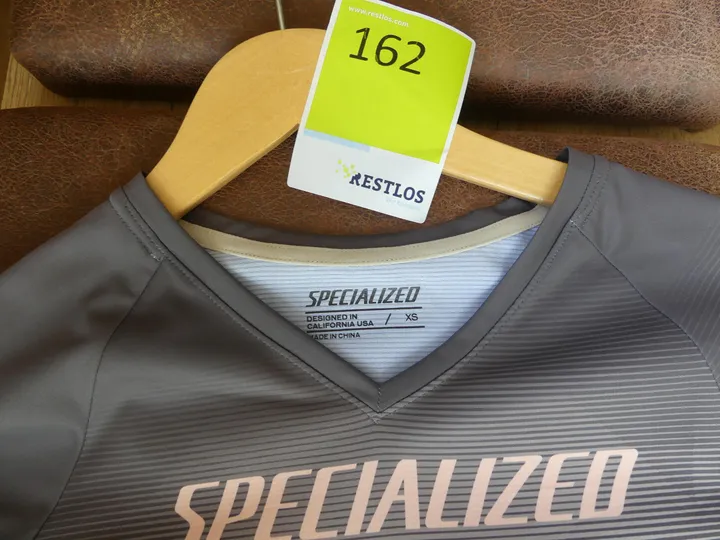 www.restlos.com
162
RESTLOS
SPECIALIZED
DESIGNED IN
CALIFORNIA USA / XS
MADE IN CHINA
SPECIALIZED